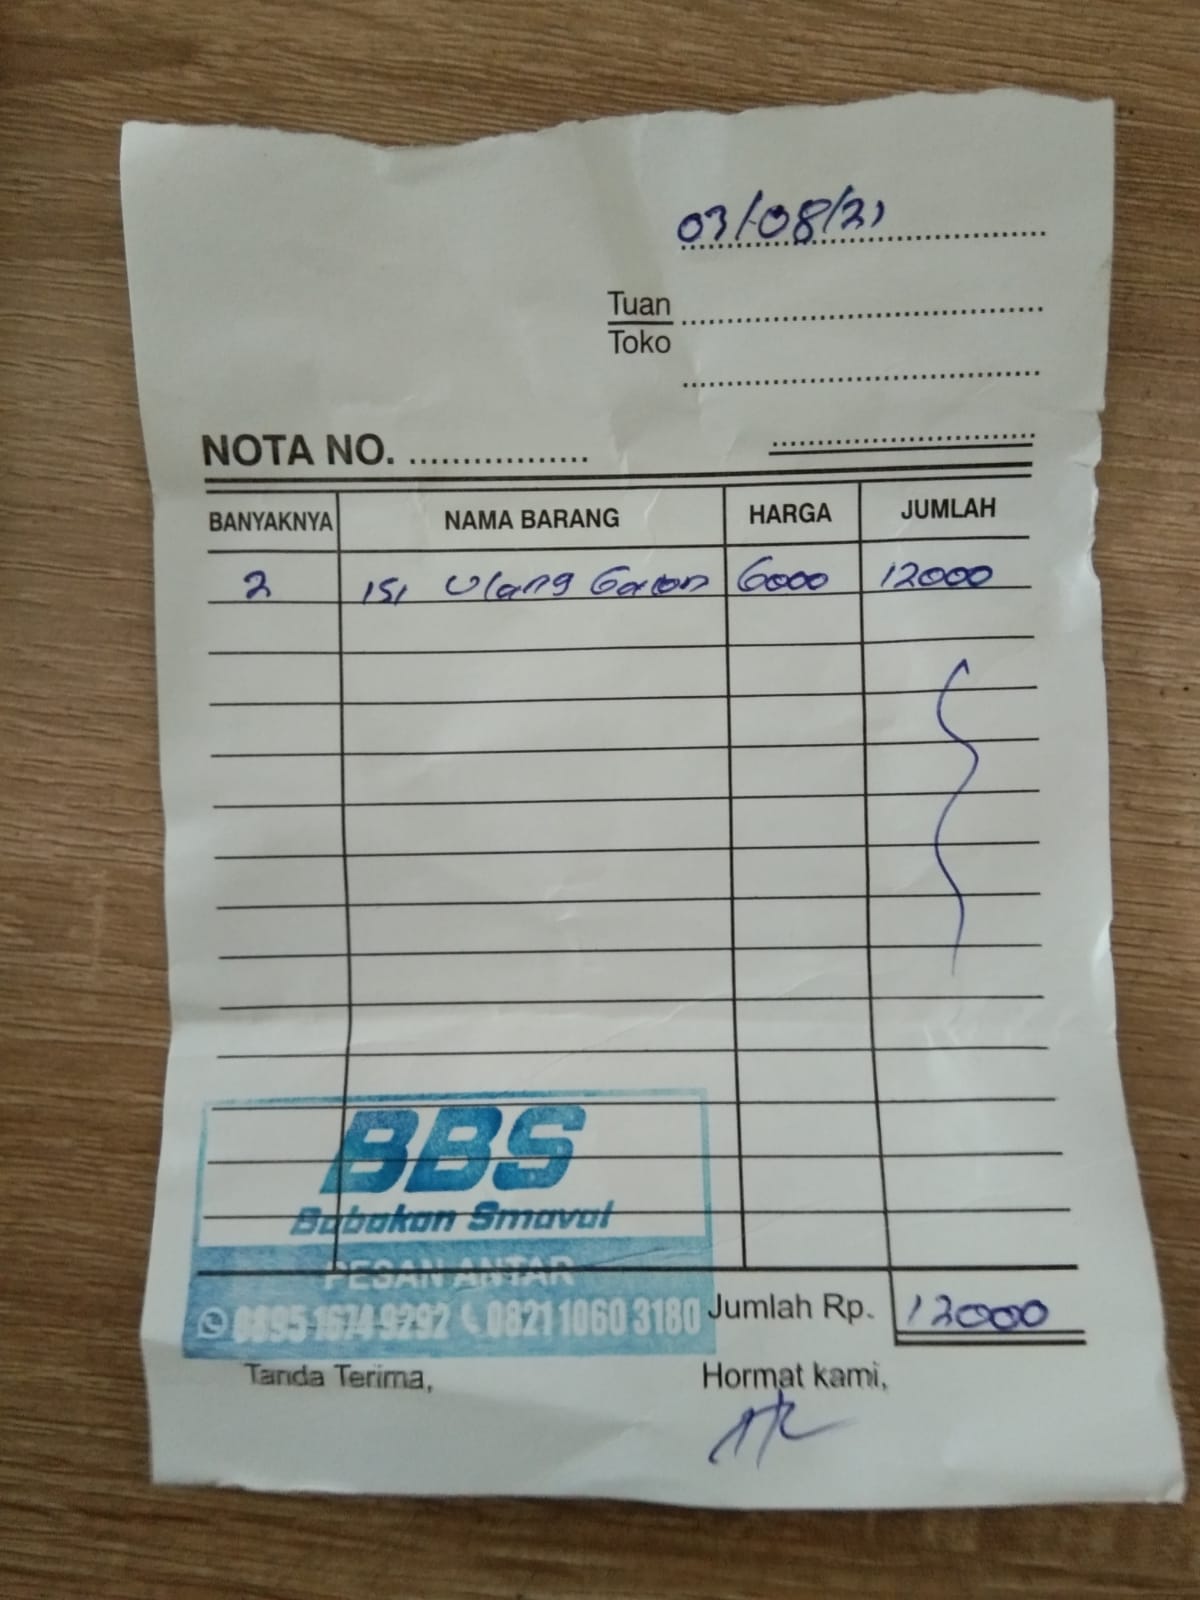 03/08/21
Tuan
Toko
NOTA NO.
BANYAKNYA NAMA BARANG HARGA JUMLAH
2 isi Ulang Galon 6000 12000
BBS
Babakan Smaval
PESAN ANTAR
0895 1674 9292 0821 1060 3180
Jumlah Rp. 12000
Tanda Terima,
Hormat kami,